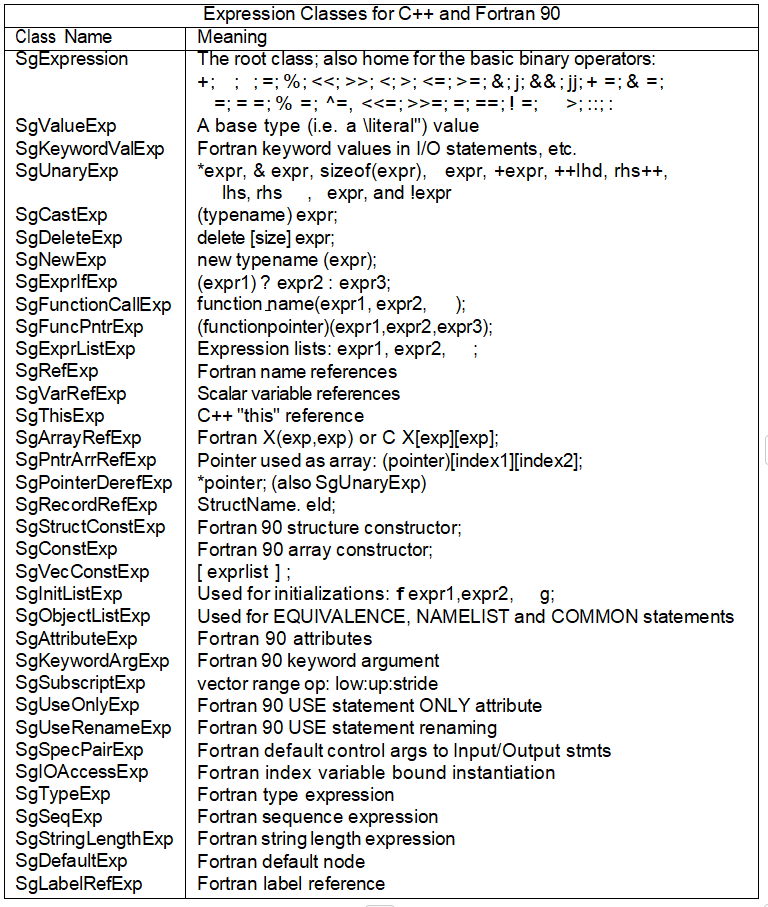 Expression Classes for C++ and Fortran 90
Class Name Meaning
SgExpression The root class; also home for the basic binary operators:
+; ; ; =; %; <<; >>; <; >; <=; >=; &; j; &&; jj; + =; & =;
=; = =; % =; ^=, <<=; >>=; =; ==; ! =; >; ::; :
SgValueExp A base type (i.e. a \literal") value
SgKeywordValExp Fortran keyword values in I/O statements, etc.
SgUnaryExp *expr, & expr, sizeof(expr), expr, +expr, ++lhd, rhs++,
lhs, rhs , expr, and !expr
SgCastExp (typename) expr;
SgDeleteExp delete [size] expr;
SgNewExp new typename (expr);
SgExprIfExp (expr1) ? expr2 : expr3;
SgFunctionCallExp function_name(expr1, expr2, );
SgFuncPntrExp (functionpointer)(expr1,expr2,expr3);
SgExprListExp Expression lists: expr1, expr2, ;
SgRefExp Fortran name references
SgVarRefExp Scalar variable references
SgThisExp C++ "this" reference
SgArrayRefExp Fortran X(exp,exp) or C X[exp][exp];
SgPntrArrRefExp Pointer used as array: (pointer)[index1][index2];
SgPointerDerefExp *pointer; (also SgUnaryExp)
SgRecordRefExp StructName. eld;
SgStructConstExp Fortran 90 structure constructor;
SgConstExp Fortran 90 array constructor;
SgVecConstExp [ exprlist ] ;
SgInitListExp Used for initializations: f expr1,expr2, g;
SgObjectListExp Used for EQUIVALENCE, NAMELIST and COMMON statements
SgAttributeExp Fortran 90 attributes
SgKeywordArgExp Fortran 90 keyword argument
SgSubscriptExp vector range op: low:up:stride
SgUseOnlyExp Fortran 90 USE statement ONLY attribute
SgUseRenameExp Fortran 90 USE statement renaming
SgSpecPairExp Fortran default control args to Input/Output stmts
SgIOAccessExp Fortran index variable bound instantiation
SgTypeExp Fortran type expression
SgSeqExp Fortran sequence expression
SgStringLengthExp Fortran string length expression
SgDefaultExp Fortran default node
SgLabelRefExp Fortran label reference